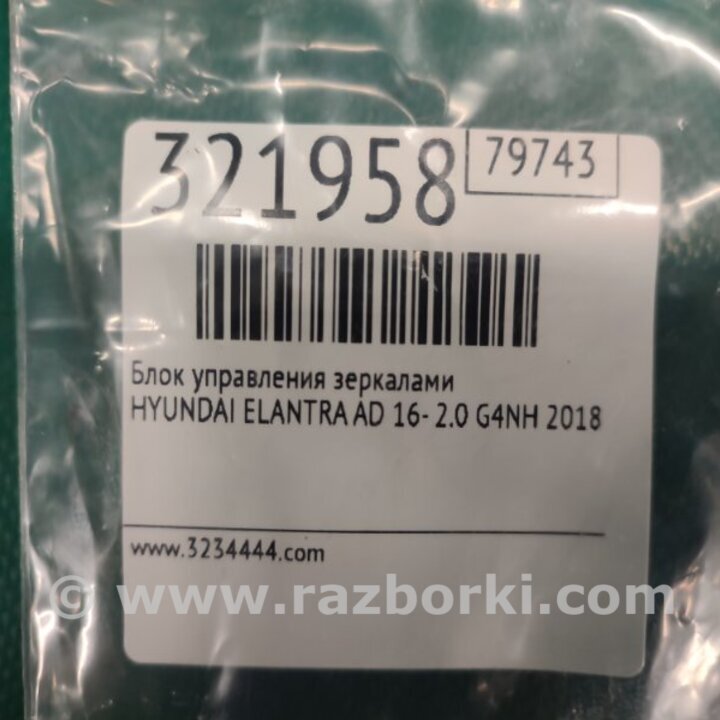 321958
79743
Блок управления зеркалами
HYUNDAI ELANTRA AD 16- 2.0 G4NH 2018
www.3234444.com
© www.razborki.com